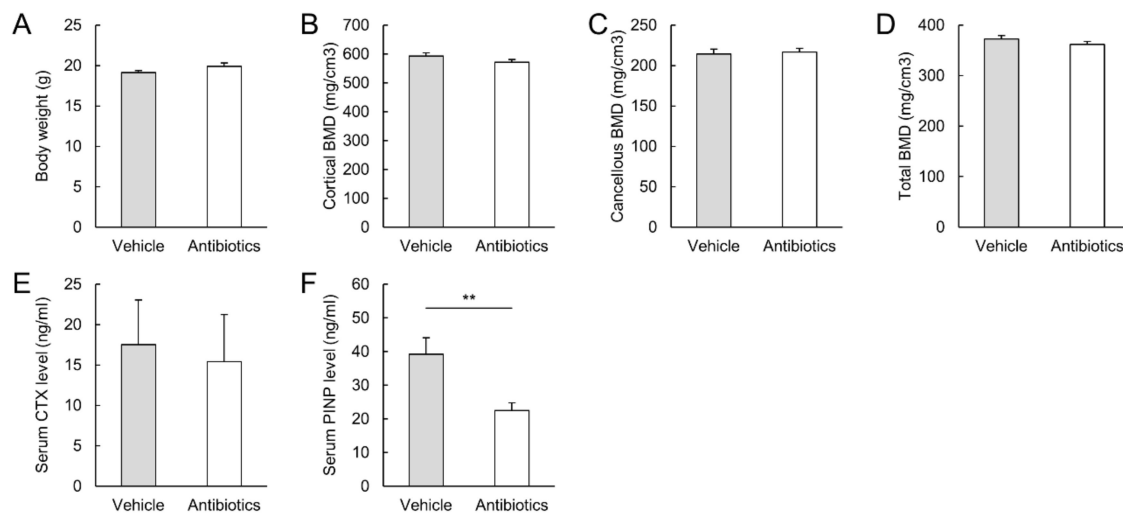 A
Body weight (g)
25
20
15
10
5
0
Vehicle
Antibiotics
B
Cortical BMD (mg/cm3)
700
600
500
400
300
200
100
0
Vehicle
Antibiotics
C
Cancellous BMD (mg/cm3)
250
200
150
100
50
0
Vehicle
Antibiotics
D
Total BMD (mg/cm3)
400
300
200
100
0
Vehicle
Antibiotics
E
Serum CTX level (ng/ml)
25
20
15
10
5
0
Vehicle
Antibiotics
F
Serum PINP level (ng/ml)
60
50
40
30
20
10
0
**
Vehicle
Antibiotics